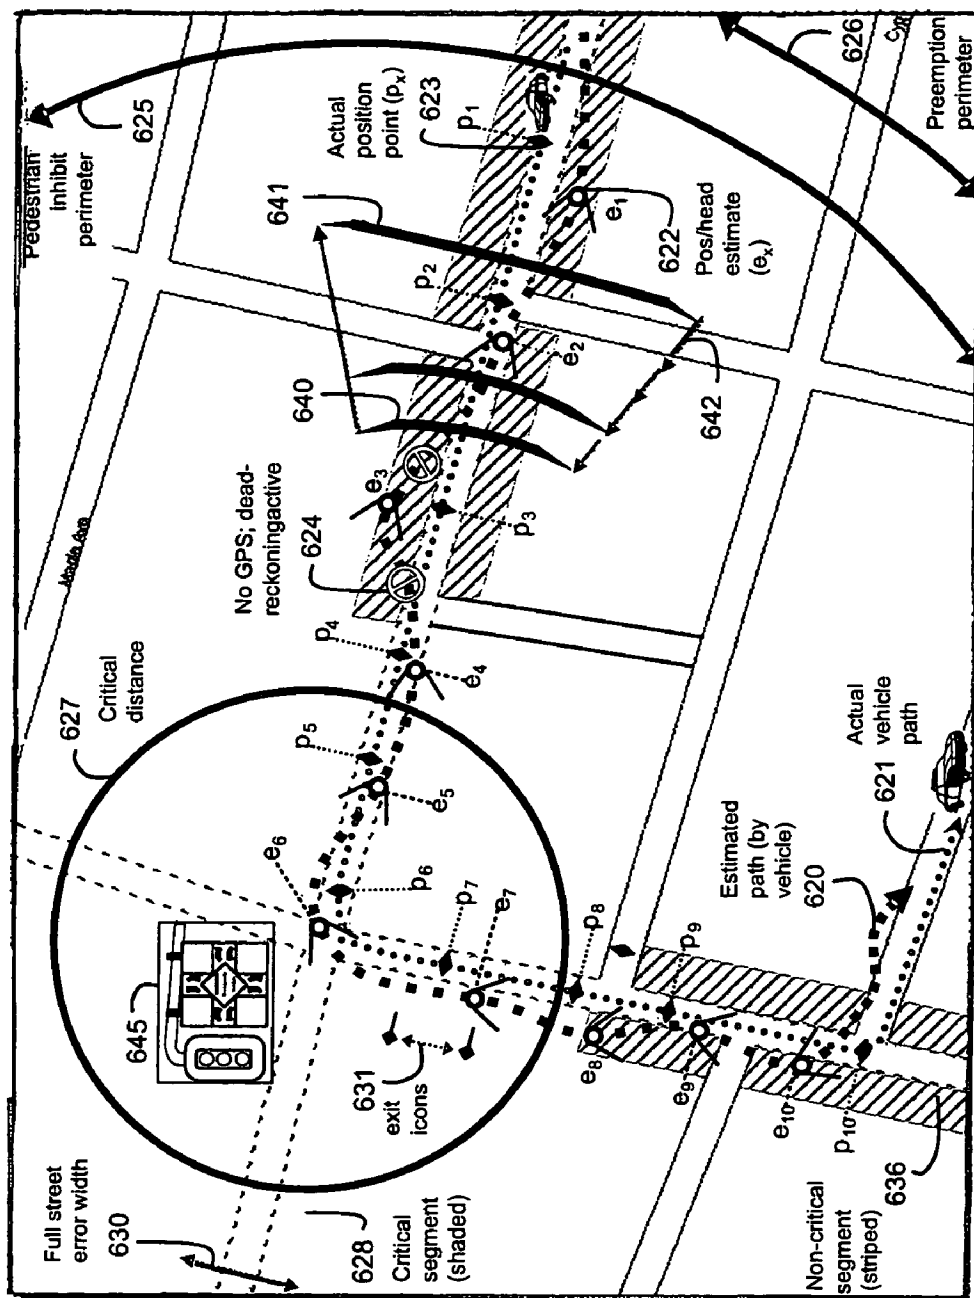 Pedestrian
Inhibit
perimeter
625
Actual
position
point (pₓ)
623
p₁
626
Preemption
perimeter
641
e₁
622
Pos/head
estimate
(eₓ)
p₂
e₂
640
642
No GPS; dead-
reckoningactive
624
e₃
p₃
p₄
e₄
627
Critical
distance
p₅
e₅
e₆
p₆
p₇
e₇
645
631
exit
icons
p₈
p₉
e₈
e₉
e₁₀
p₁₀
Estimated
path (by
vehicle)
620
Actual
vehicle
path
621
Full street
error width
630
628
Critical
segment
(shaded)
Non-critical
segment
(striped)
636